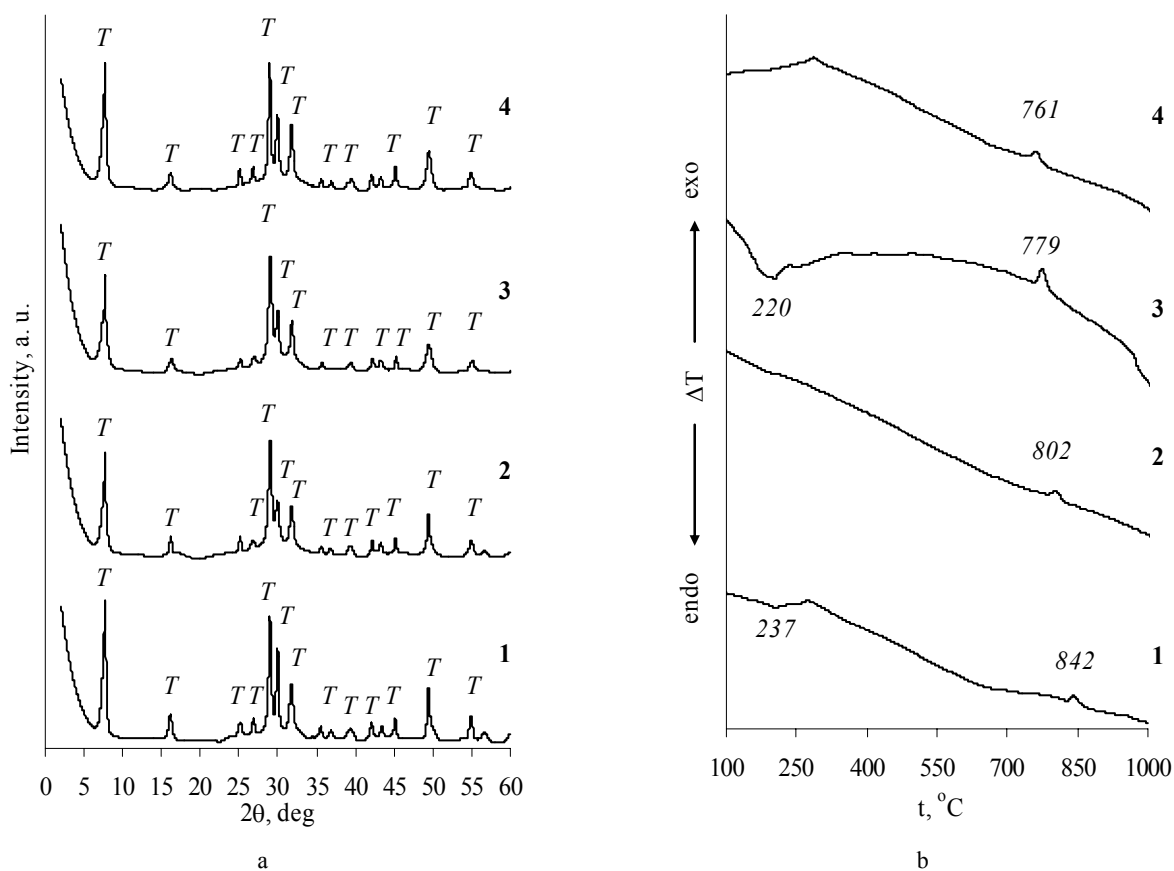 T
T
T
T
T T T T T T
T
4
T
T
T
T T T T T T T
3
T
T
T
T T T T T T T
2
T
T T
T
T
T T T T T T T T
1
0 5 10 15 20 25 30 35 40 45 50 55 60
2θ, deg
Intensity, a. u.
a
761
4
779
220
3
802
2
237
842
1
endo
ΔT
exo
100 250 400 550 700 850 1000
t, °C
b